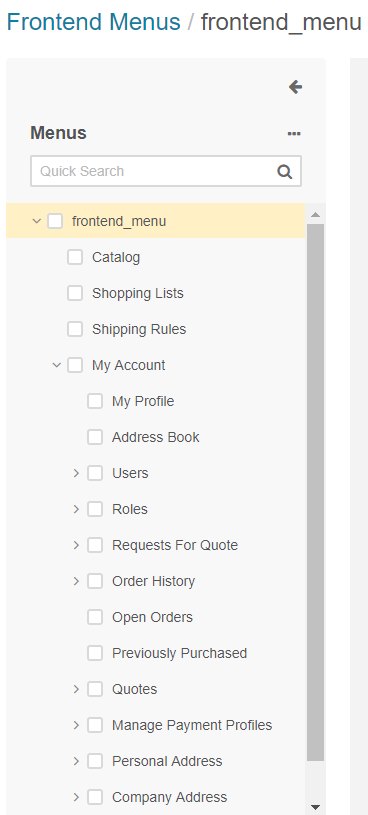 Frontend Menus / frontend_menu
Menus
Quick Search
frontend_menu
Catalog
Shopping Lists
Shipping Rules
My Account
My Profile
Address Book
Users
Roles
Requests For Quote
Order History
Open Orders
Previously Purchased
Quotes
Manage Payment Profiles
Personal Address
Company Address